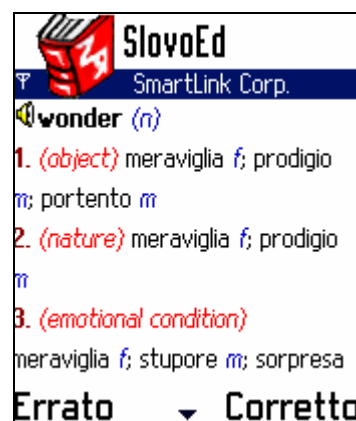 SlovoEd
SmartLink Corp.
wonder (n)
1. (object) meraviglia f; prodigio
m; portento m
2. (nature) meraviglia f; prodigio
m
3. (emotional condition)
meraviglia f; stupore m; sorpresa
Errato Corretto